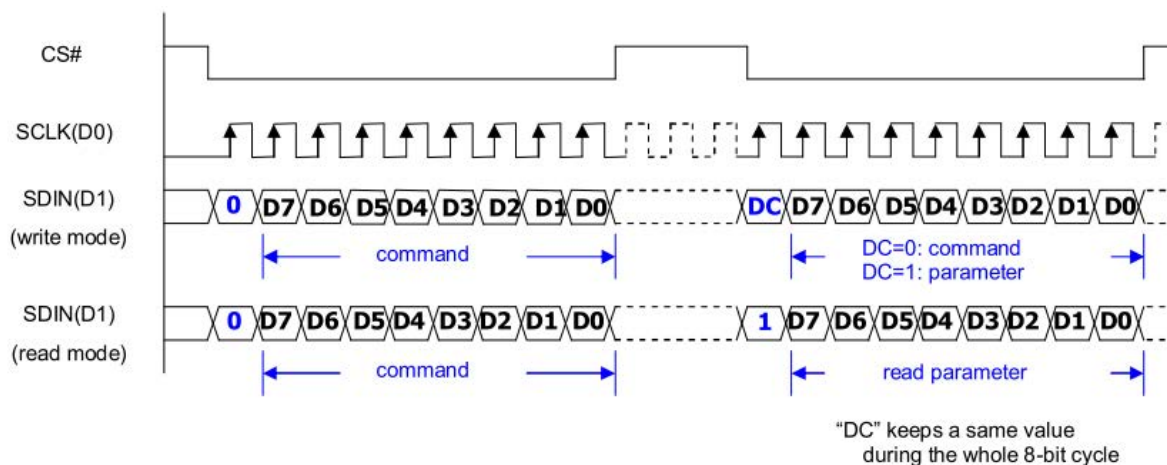 CS#
SCLK(D0)
SDIN(D1) 0 D7 D6 D5 D4 D3 D2 D1 D0 DC D7 D6 D5 D4 D3 D2 D1 D0
(write mode)
command
DC=0: command
DC=1: parameter
SDIN(D1) 0 D7 D6 D5 D4 D3 D2 D1 D0 1 D7 D6 D5 D4 D3 D2 D1 D0
(read mode)
command
read parameter
“DC” keeps a same value
during the whole 8-bit cycle